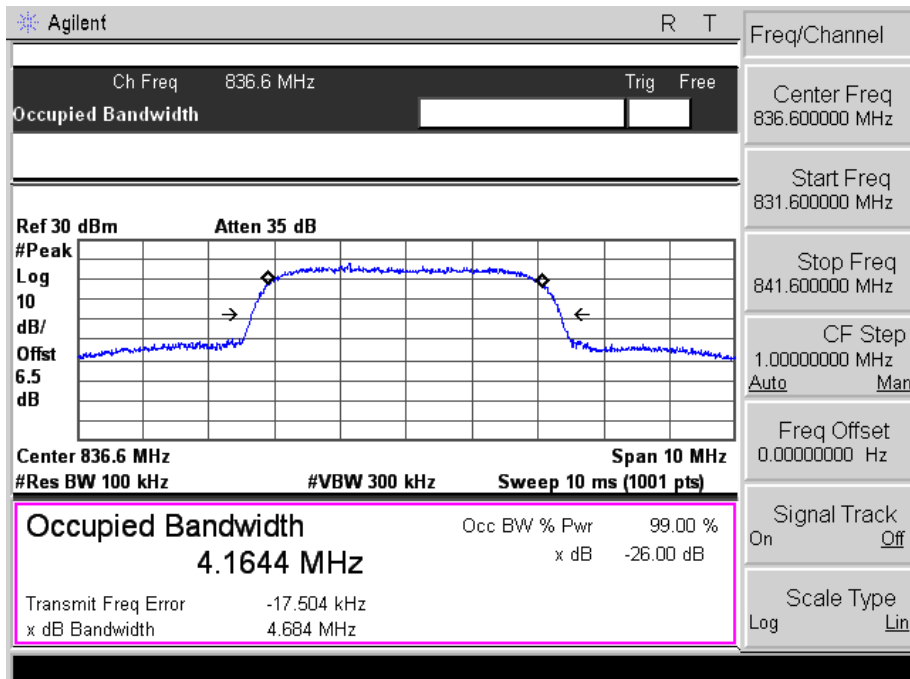 Agilent R T
Ch Freq 836.6 MHz Trig Free
Occupied Bandwidth
Ref 30 dBm Atten 35 dB
#Peak
Log
10
dB/
Offst
6.5
dB
Center 836.6 MHz Span 10 MHz
#Res BW 100 kHz #VBW 300 kHz Sweep 10 ms (1001 pts)
Occupied Bandwidth
4.1644 MHz
Occ BW % Pwr 99.00 %
x dB -26.00 dB
Transmit Freq Error -17.504 kHz
x dB Bandwidth 4.684 MHz
Freq/Channel
Center Freq
836.600000 MHz
Start Freq
831.600000 MHz
Stop Freq
841.600000 MHz
CF Step
1.00000000 MHz
Auto Man
Freq Offset
0.00000000 Hz
Signal Track
On Off
Scale Type
Log Lin